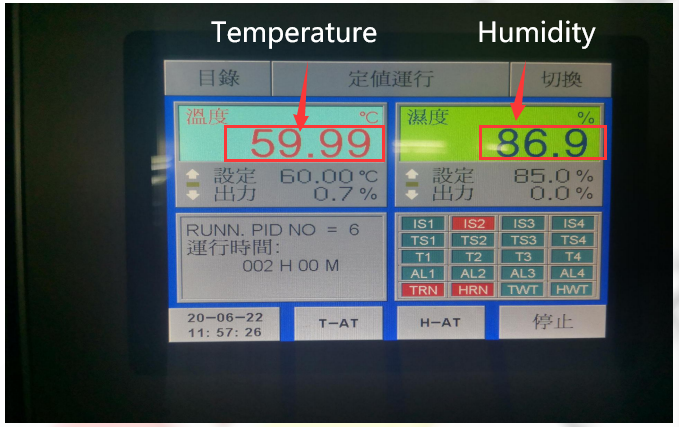 Temperature Humidity
目錄 定值運行 切換
溫度 ℃ 濕度 %
59.99 86.9
設定 60.00℃ 設定 85.0%
出力 0.7% 出力 0.0%
RUNN. PID NO = 6
運行時間:
002 H 00 M
IS1 IS2 IS3 IS4
TS1 TS2 TS3 TS4
T1 T2 T3 T4
AL1 AL2 AL3 AL4
TRN HRN TWT HWT
20-06-22
11: 57: 26
T-AT H-AT 停止